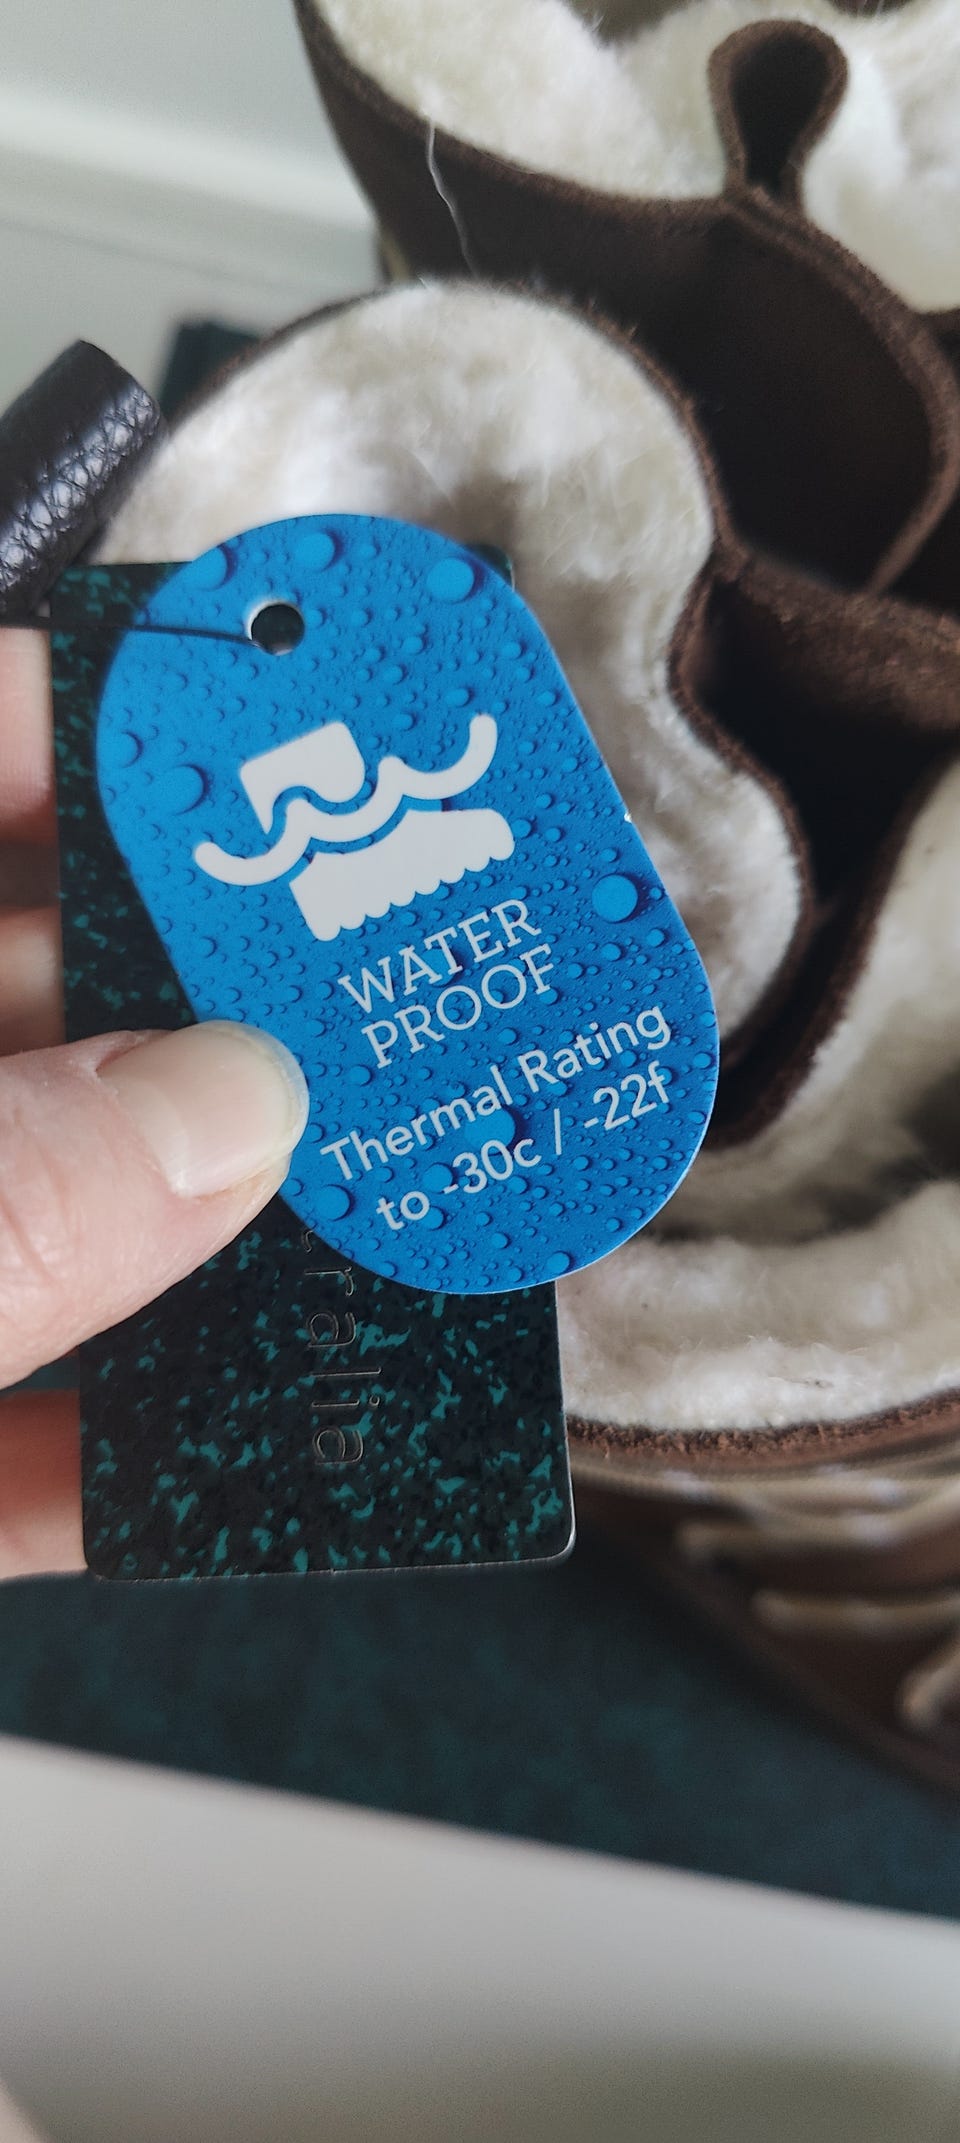 WATER
PROOF
Thermal Rating
to -30c / -22f